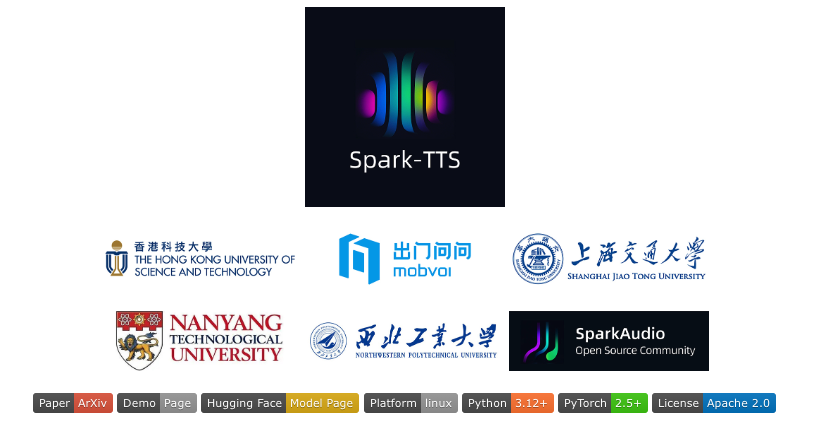 Spark-TTS
香港科技大學
THE HONG KONG UNIVERSITY OF
SCIENCE AND TECHNOLOGY
出门问问
mobvoi
上海交通大学
SHANGHAI JIAO TONG UNIVERSITY
NANYANG
TECHNOLOGICAL
UNIVERSITY
西北工业大学
NORTHWESTERN POLYTECHNICAL UNIVERSITY
SparkAudio
Open Source Community
Paper ArXiv Demo Page Hugging Face Model Page Platform linux Python 3.12+ PyTorch 2.5+ License Apache 2.0